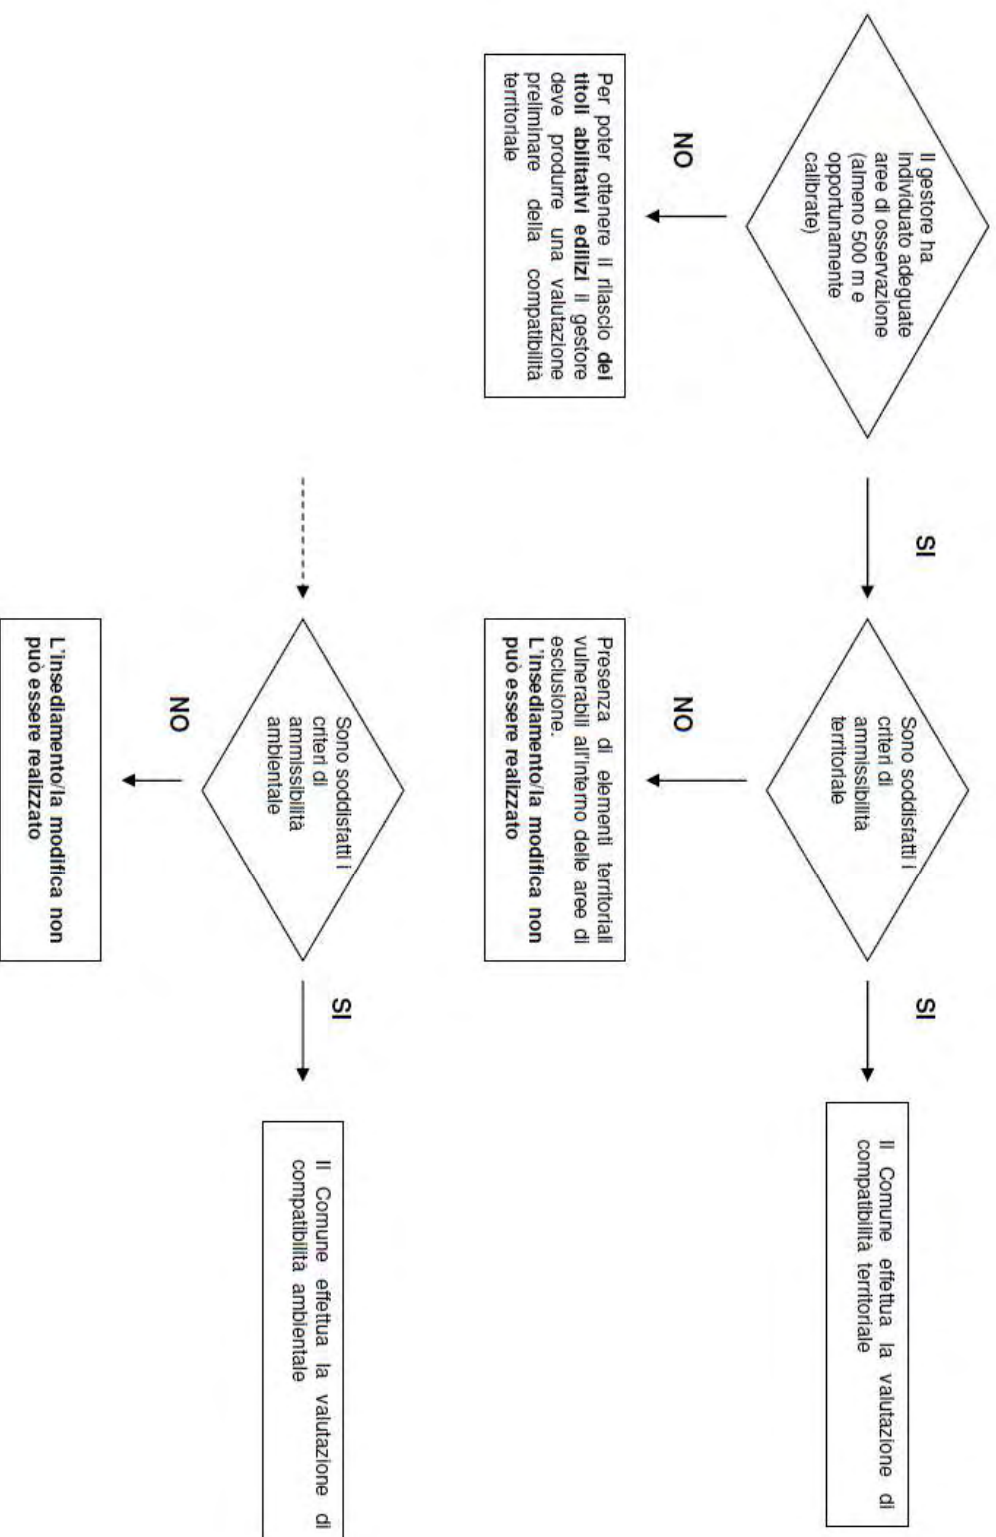 Il gestore ha
individuato adeguate
aree di osservazione
(almeno 500 m e
opportunamente
calibrate)
SI
Sono soddisfatti i
criteri di
ammissibilità
territoriale
SI
Il Comune effettua la valutazione di
compatibilità territoriale
NO
Per poter ottenere il rilascio dei
titoli abilitativi edilizi il gestore
deve produrre una valutazione
preliminare della compatibilità
territoriale
NO
Presenza di elementi territoriali
vulnerabili all'interno delle aree di
esclusione.
L'insediamento/la modifica non
può essere realizzato
Sono soddisfatti i
criteri di
ammissibilità
ambientale
SI
Il Comune effettua la valutazione di
compatibilità ambientale
NO
L'insediamento/la modifica non
può essere realizzato